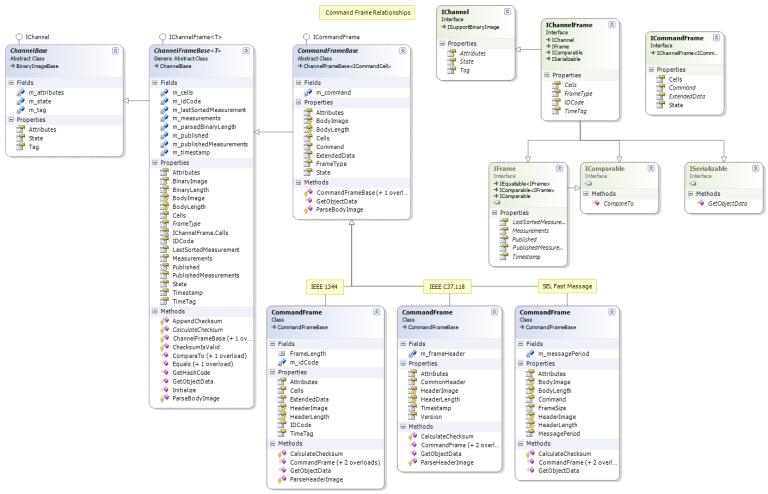 Command Frame Relationships
IChannel
ChannelBase
Abstract Class
BinaryImageBase
Fields
m_attributes
m_state
m_tag
Properties
Attributes
State
Tag
ChannelFrameBase<T>
Generic Abstract Class
ChannelBase
Fields
m_cells
m_idCode
m_lastSortedMeasurement
m_measurements
m_parsedBinaryLength
m_published
m_publishedMeasurements
m_timestamp
Properties
Attributes
BinaryImage
BinaryLength
BodyImage
BodyLength
Cells
FrameType
IChannelFrame.Cells
IDCode
LastSortedMeasurement
Measurements
Published
PublishedMeasurements
State
Timestamp
TimeTag
Methods
AppendChecksum
CalculateChecksum
ChannelFrameBase (+ 1 ov...
ChecksumIsValid
CompareTo (+ 1 overload)
Equals (+ 1 overload)
GetHashCode
GetObjectData
Initialize
ParseBodyImage
ICommandFrame
CommandFrameBase
Abstract Class
ChannelFrameBase<ICommandCell>
Fields
m_command
Properties
Attributes
BodyImage
BodyLength
Cells
Command
ExtendedData
FrameType
State
Methods
CommandFrameBase (+ 1 overl...
GetObjectData
ParseBodyImage
IChannel
Interface
ISupportBinaryImage
Properties
Attributes
State
Tag
IChannelFrame
Interface
IChannel
IFrame
IComparable
ISerializable
Properties
Cells
FrameType
IDCode
TimeTag
ICommandFrame
Interface
IChannelFrame<IComm...
Properties
Cells
Command
ExtendedData
State
IFrame
Interface
IEquatable<IFrame>
IComparable<IFrame>
IComparable
Properties
LastSortedMeasure...
Measurements
Published
PublishedMeasure...
Timestamp
IComparable
Interface
Methods
CompareTo
ISerializable
Interface
Methods
GetObjectData
IEEE 1344
CommandFrame
Class
CommandFrameBase
Fields
FrameLength
m_idCode
Properties
Attributes
Cells
ExtendedData
HeaderImage
HeaderLength
IDCode
TimeTag
Methods
CalculateChecksum
CommandFrame (+ 2 overloads)
GetObjectData
ParseHeaderImage
IEEE C37.118
CommandFrame
Class
CommandFrameBase
Fields
m_frameHeader
Properties
Attributes
CommonHeader
HeaderImage
HeaderLength
Timestamp
Version
Methods
CalculateChecksum
CommandFrame (+ 2 overl...
GetObjectData
ParseHeaderImage
SEL Fast Message
CommandFrame
Class
CommandFrameBase
Fields
m_messagePeriod
Properties
Attributes
BodyImage
BodyLength
Command
FrameSize
HeaderImage
HeaderLength
MessagePeriod
Methods
CalculateChecksum
CommandFrame (+ 2 overl...
GetObjectData